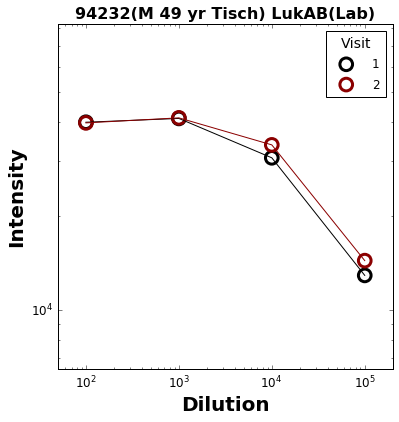 94232(M 49 yr Tisch) LukAB(Lab)
Visit
1
2
Intensity
10^4
10^2 10^3 10^4 10^5
Dilution